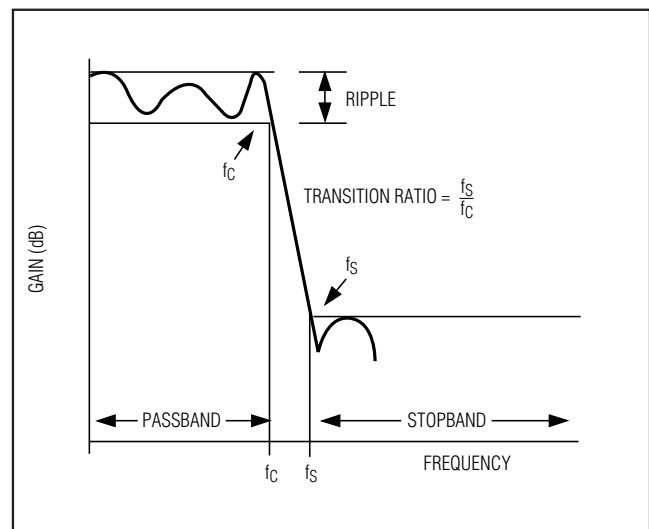 RIPPLE
fC
TRANSITION RATIO = fS/fC
GAIN (dB)
fS
PASSBAND
STOPBAND
fC
fS
FREQUENCY